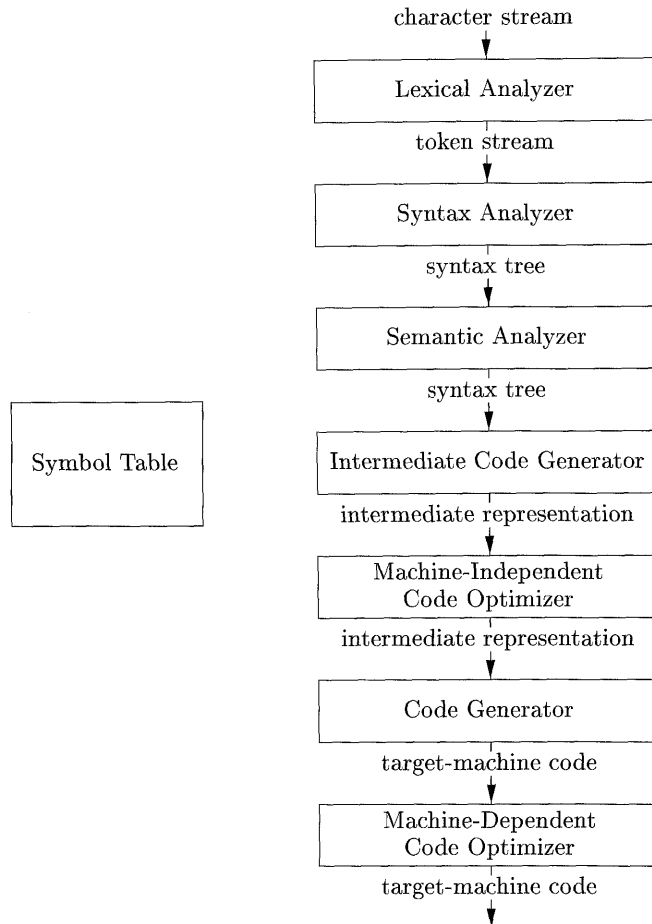 character stream
Lexical Analyzer
token stream
Syntax Analyzer
syntax tree
Semantic Analyzer
syntax tree
Symbol Table
Intermediate Code Generator
intermediate representation
Machine-Independent
Code Optimizer
intermediate representation
Code Generator
target-machine code
Machine-Dependent
Code Optimizer
target-machine code